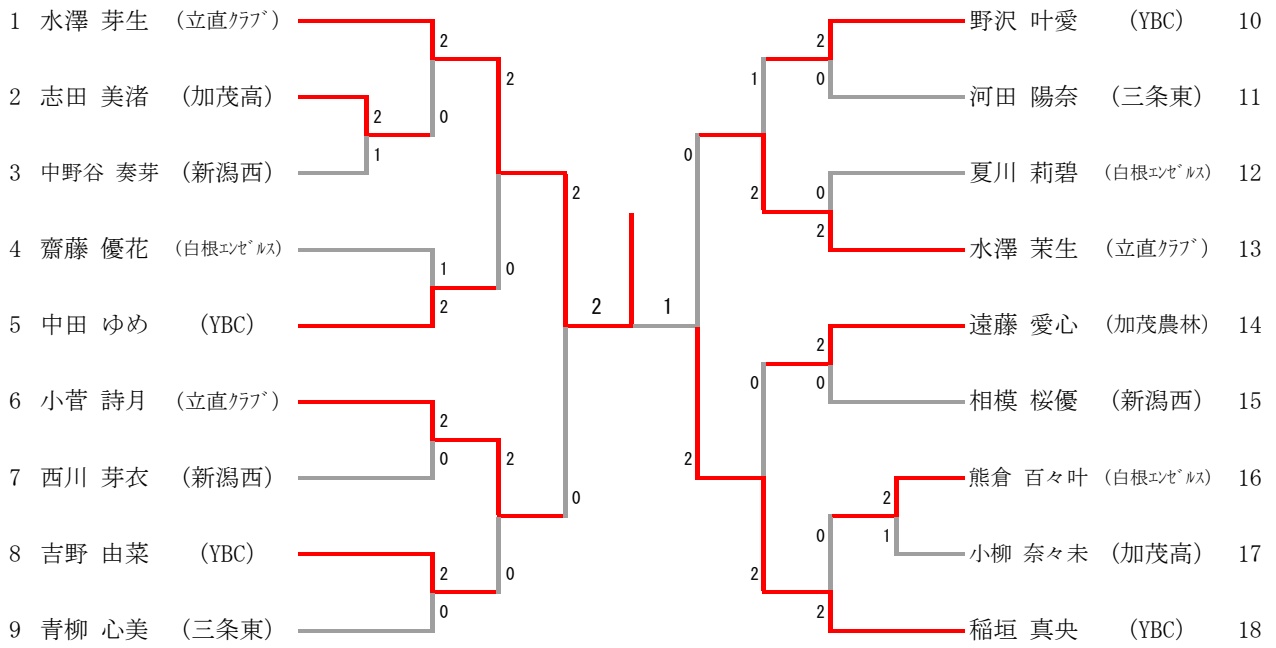 1 水澤 芽生 (立直ｸﾗﾌﾞ)
2 志田 美渚 (加茂高)
3 中野谷 奏芽 (新潟西)
4 齋藤 優花 (白根ｴﾝｾﾞﾙｽ)
5 中田 ゆめ (YBC)
6 小菅 詩月 (立直ｸﾗﾌﾞ)
7 西川 芽衣 (新潟西)
8 吉野 由菜 (YBC)
9 青柳 心美 (三条東)
2
0
2
1
1
2
2
0
2
0
2
0
2
0
2
0
2 1
0
2
1
2
0
2
2
0
0
2
2
0
0
2
2
1
野沢 叶愛 (YBC) 10
河田 陽奈 (三条東) 11
夏川 莉碧 (白根ｴﾝｾﾞﾙｽ) 12
水澤 茉生 (立直ｸﾗﾌﾞ) 13
遠藤 愛心 (加茂農林) 14
相模 桜優 (新潟西) 15
熊倉 百々叶 (白根ｴﾝｾﾞﾙｽ) 16
小柳 奈々未 (加茂高) 17
稲垣 真央 (YBC) 18